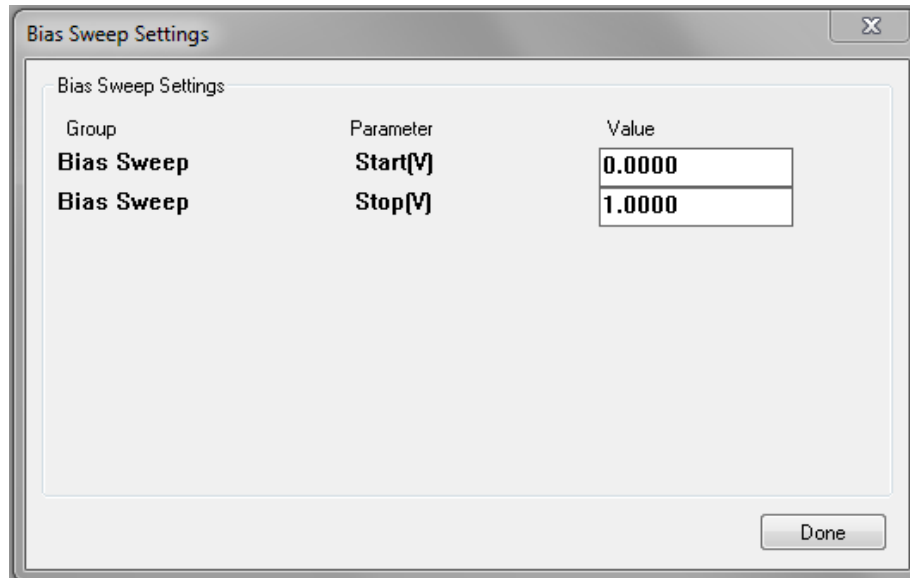 Bias Sweep Settings
Bias Sweep Settings
Group Parameter Value
Bias Sweep Start(V) 0.0000
Bias Sweep Stop(V) 1.0000
Done